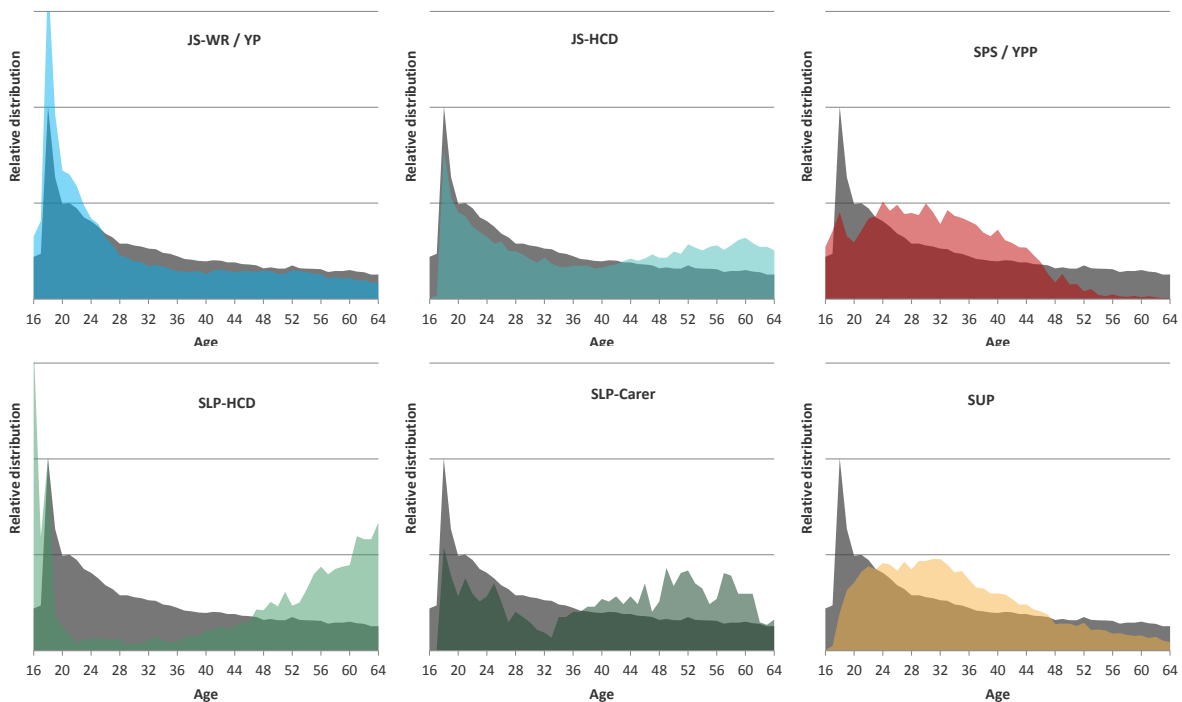 JS-WR / YP
Relative distribution
16 20 24 28 32 36 40 44 48 52 56 60 64
Age
JS-HCD
Relative distribution
16 20 24 28 32 36 40 44 48 52 56 60 64
Age
SPS / YPP
Relative distribution
16 20 24 28 32 36 40 44 48 52 56 60 64
Age
SLP-HCD
Relative distribution
16 20 24 28 32 36 40 44 48 52 56 60 64
Age
SLP-Carer
Relative distribution
16 20 24 28 32 36 40 44 48 52 56 60 64
Age
SUP
Relative distribution
16 20 24 28 32 36 40 44 48 52 56 60 64
Age